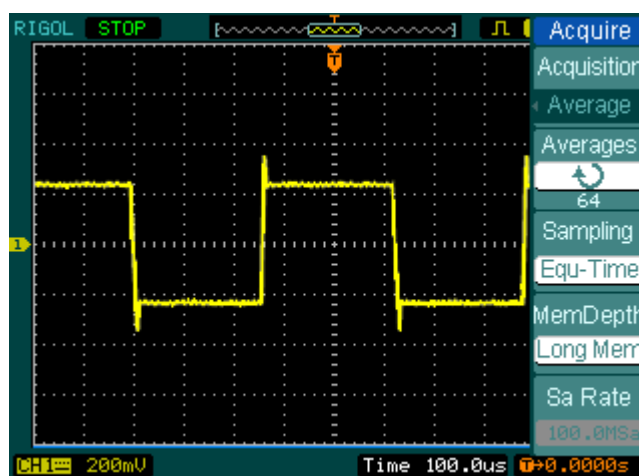 RIGOL STOP
T
T
1
Acquire
Acquisition
Average
Averages
64
Sampling
Equ-Time
MemDepth
Long Mem
Sa Rate
100.0MSa
CH1 200mV Time 100.0us T→0.0000s